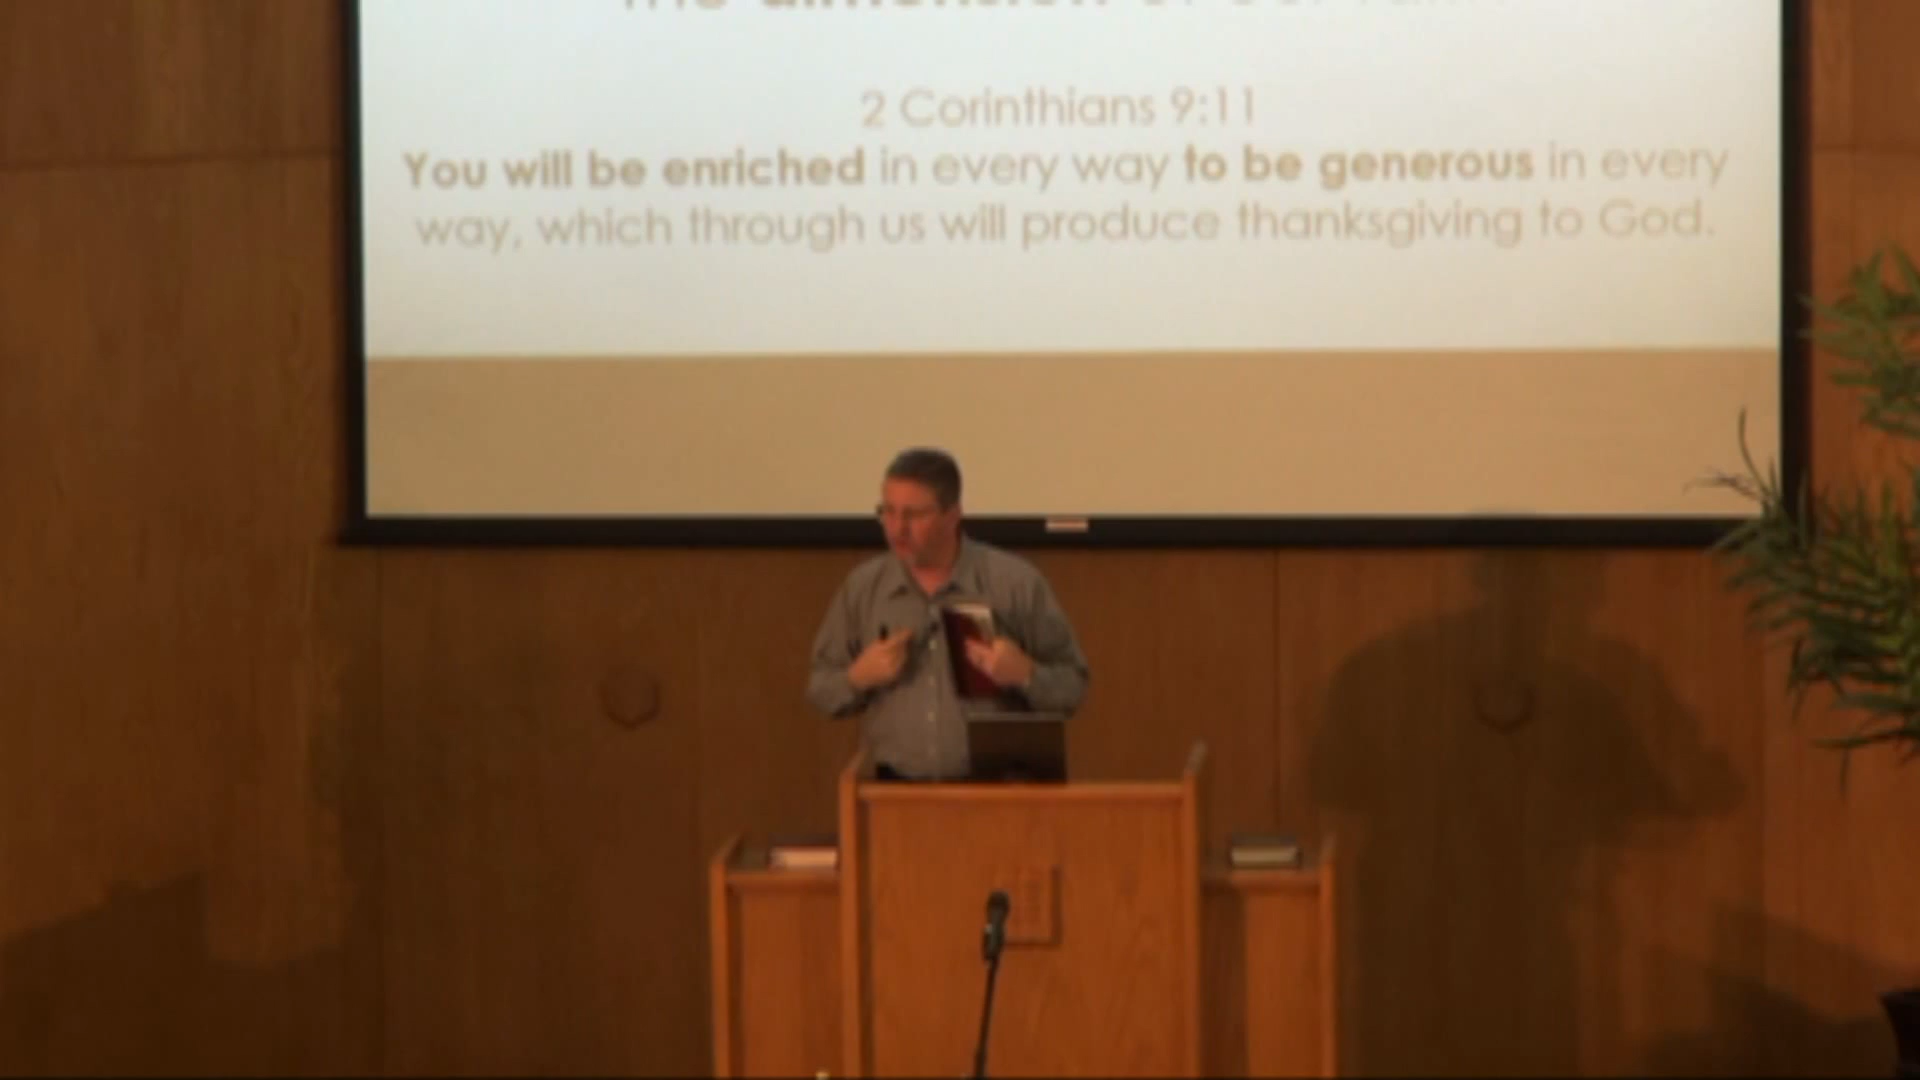 2 Corinthians 9:11
You will be enriched in every way to be generous in every
way, which through us will produce thanksgiving to God.